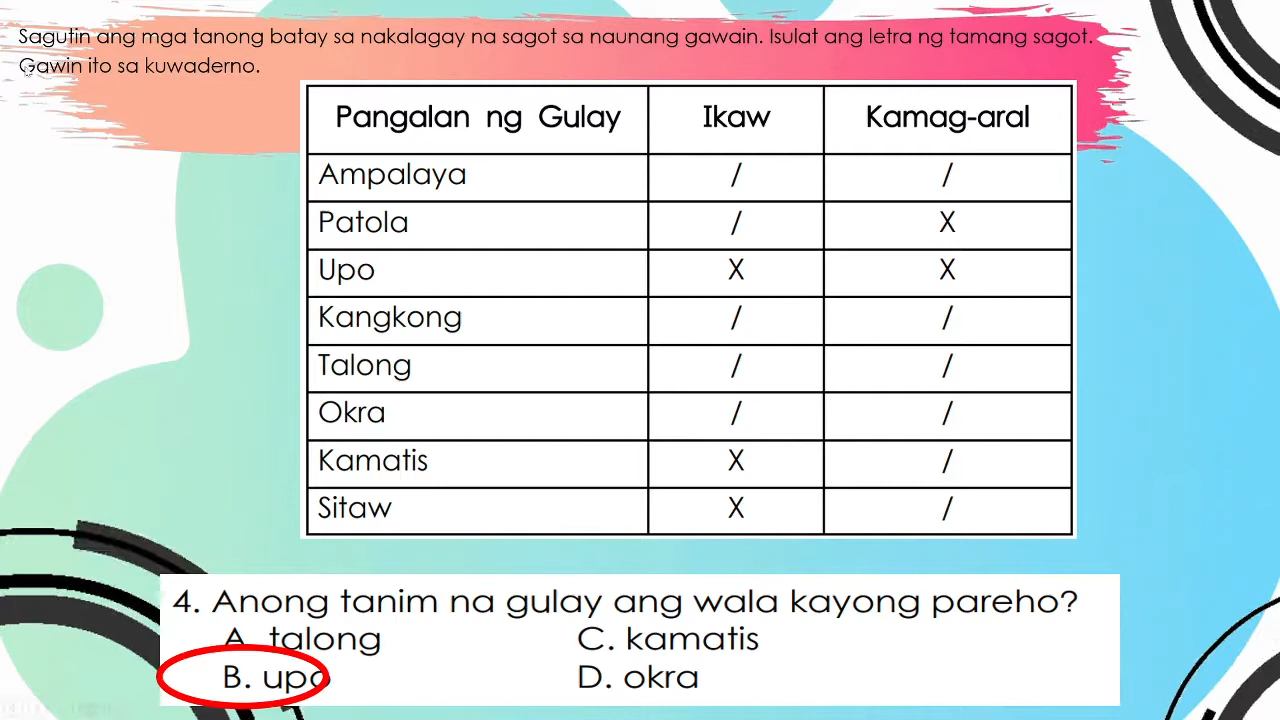 Sagutin ang mga tanong batay sa nakalagay na sagot sa naunang gawain. Isulat ang letra ng tamang sagot.
Gawin ito sa kuwaderno.
Pangalan ng Gulay Ikaw Kamag-aral
Ampalaya / /
Patola / X
Upo X X
Kangkong / /
Talong / /
Okra / /
Kamatis X /
Sitaw X /
4. Anong tanim na gulay ang wala kayong pareho?
A. talong C. kamatis
B. upo D. okra